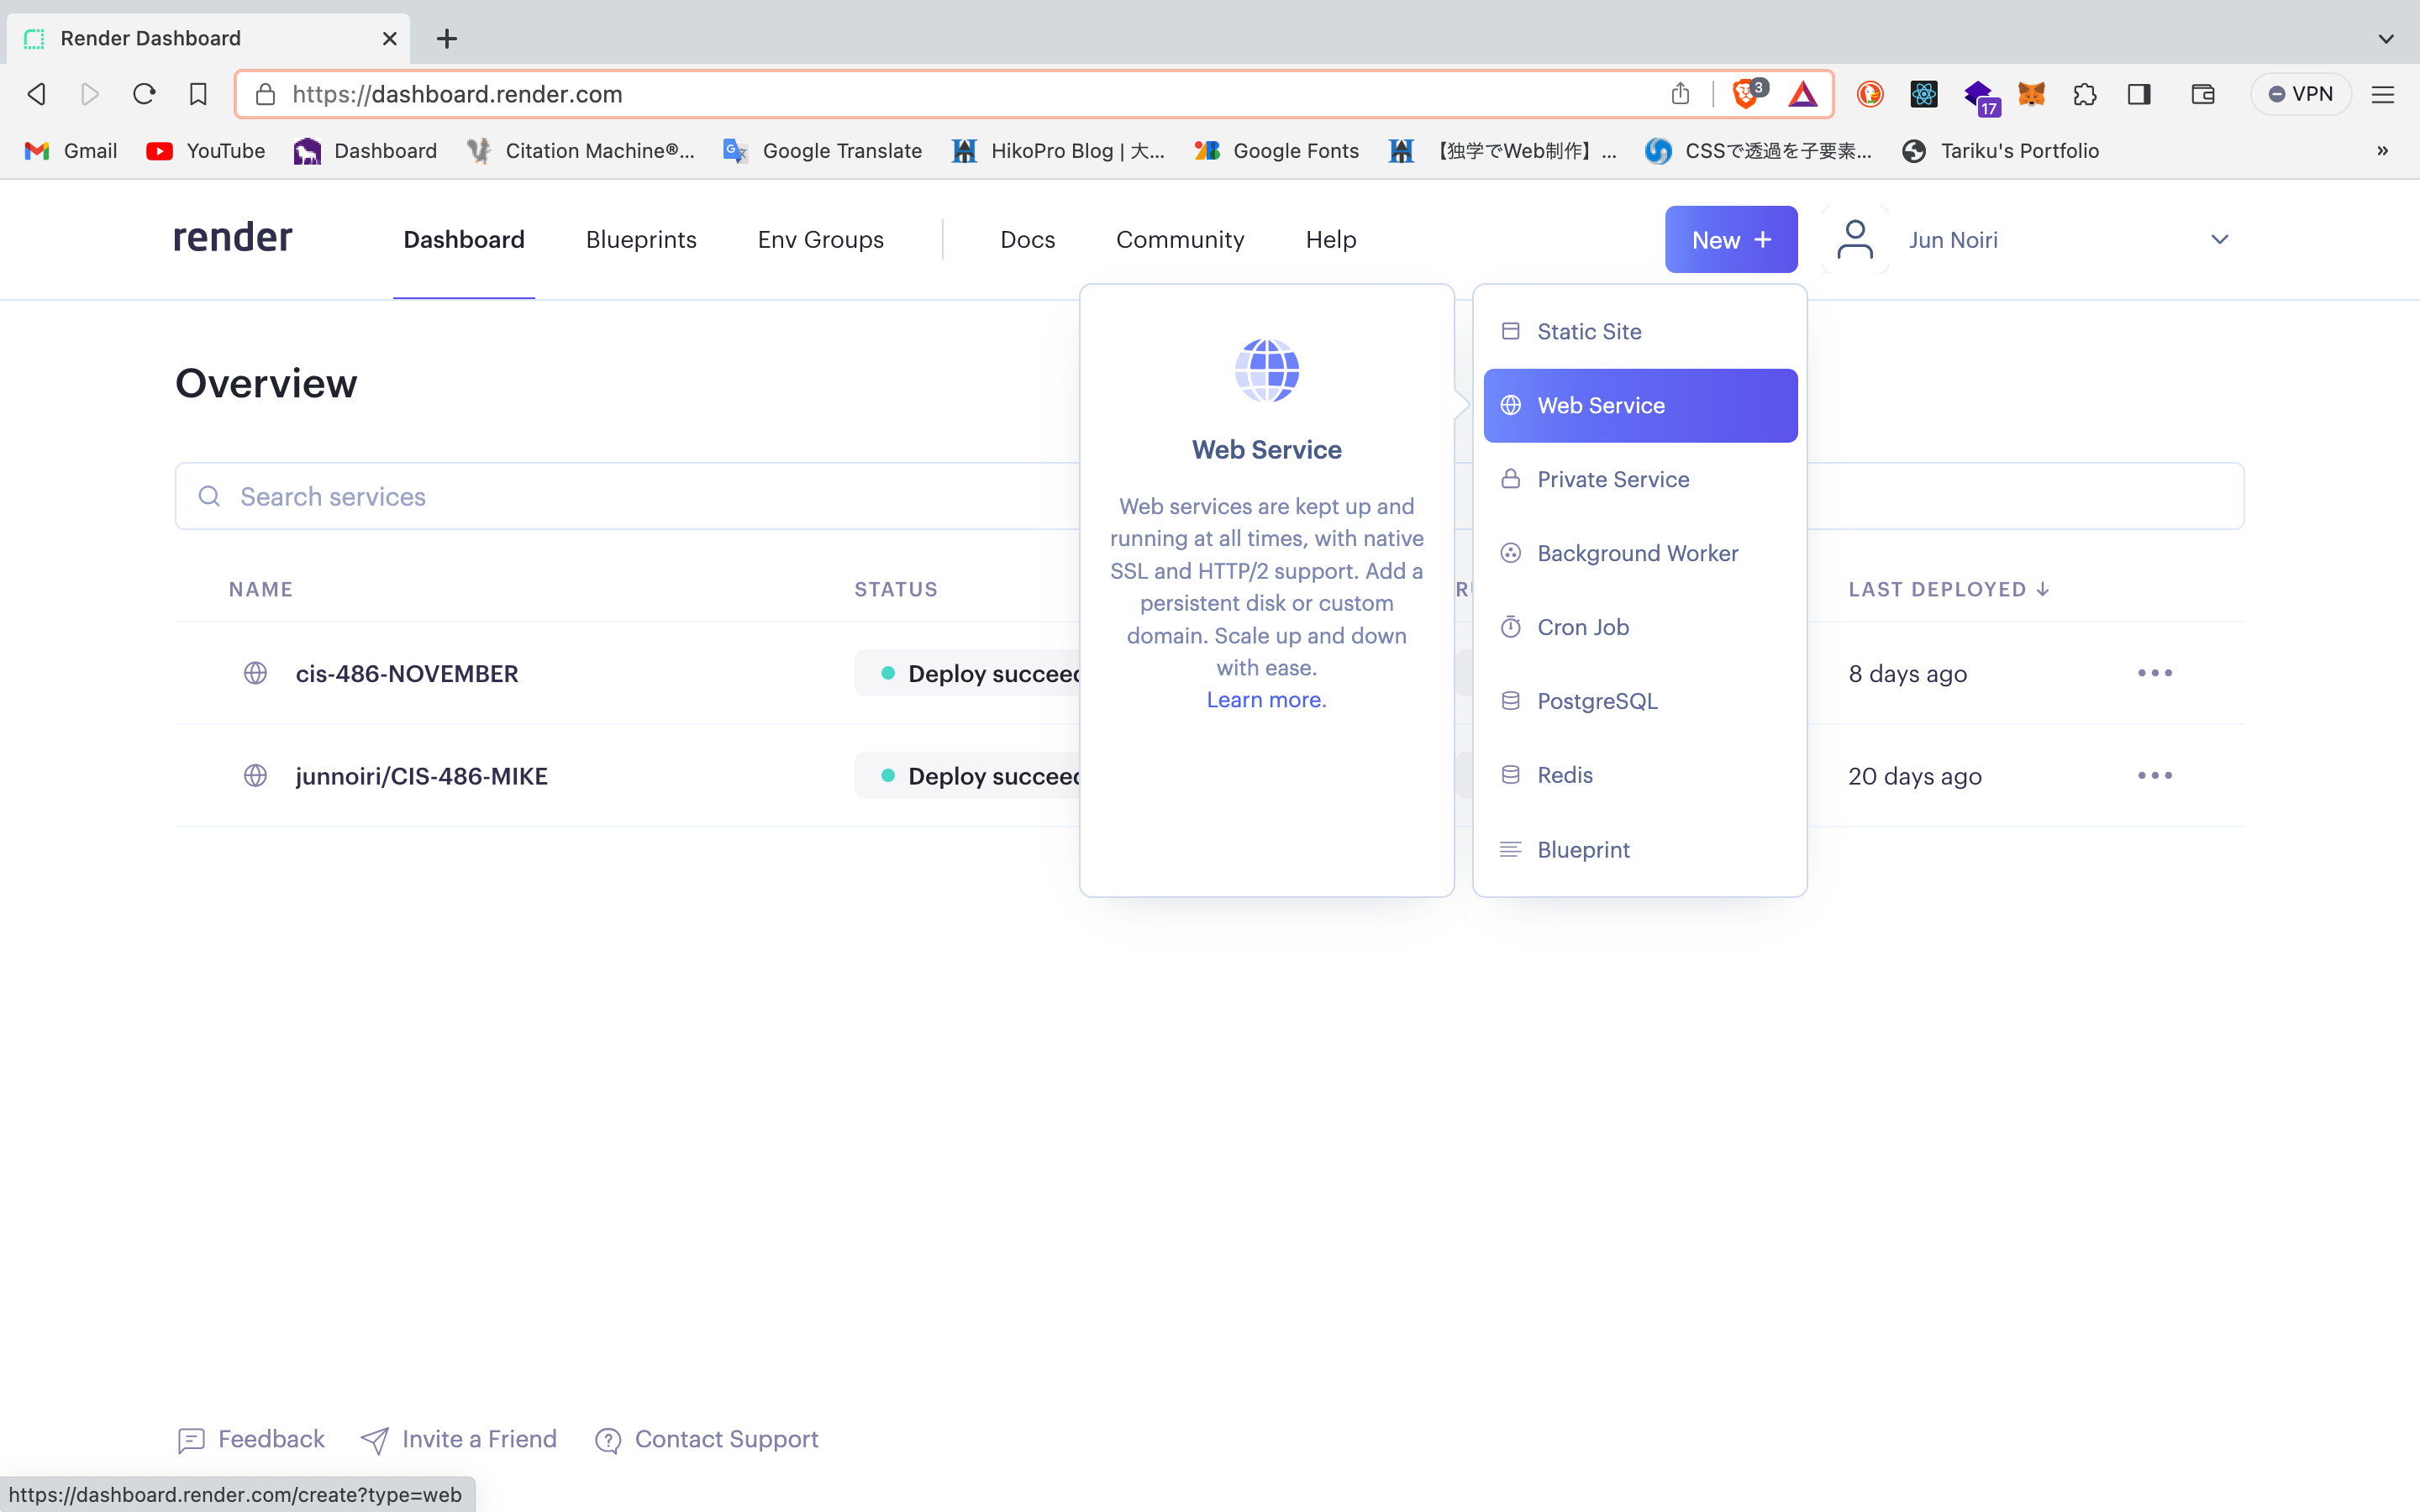 Render Dashboard
https://dashboard.render.com
3
17
VPN
Gmail
YouTube
Dashboard
Citation Machine®...
Google Translate
HikoPro Blog | 大...
Google Fonts
【独学でWeb制作】...
CSSで透過を子要素...
Tariku's Portfolio
»
render
Dashboard
Blueprints
Env Groups
Docs
Community
Help
New +
Jun Noiri
Overview
Search services
NAME
STATUS
LAST DEPLOYED
cis-486-NOVEMBER
Deploy succeed
8 days ago
junnoiri/CIS-486-MIKE
Deploy succeed
20 days ago
Web Service
Web services are kept up and
running at all times, with native
SSL and HTTP/2 support. Add a
persistent disk or custom
domain. Scale up and down
with ease.
Learn more.
Static Site
Web Service
Private Service
Background Worker
Cron Job
PostgreSQL
Redis
Blueprint
Feedback
Invite a Friend
Contact Support
https://dashboard.render.com/create?type=web